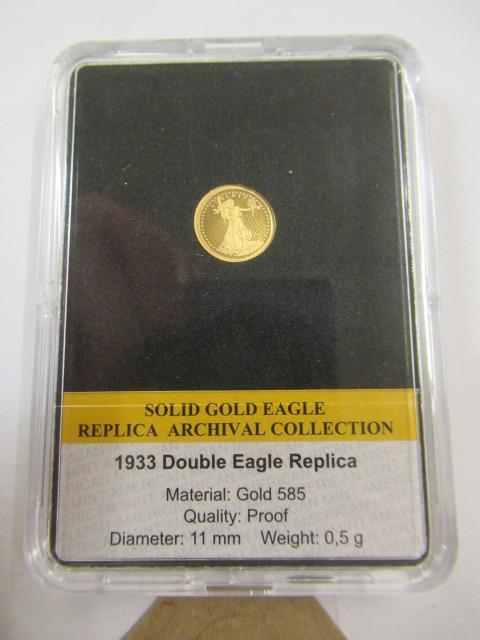 LIBERTY
SOLID GOLD EAGLE
REPLICA ARCHIVAL COLLECTION
1933 Double Eagle Replica
Material: Gold 585
Quality: Proof
Diameter: 11 mm Weight: 0,5 g